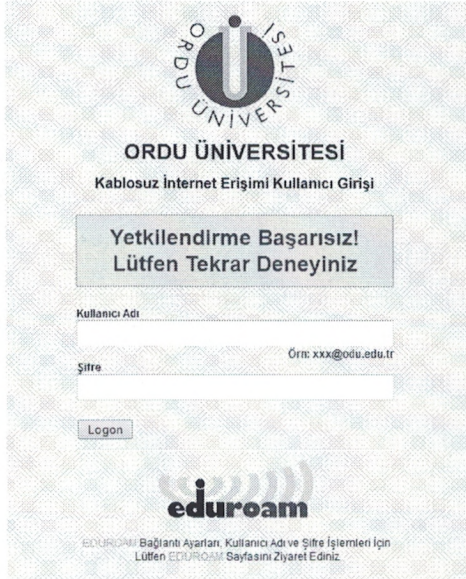 ORDU ÜNİVERSİTESİ
ORDU ÜNİVERSİTESİ
Kablosuz İnternet Erişimi Kullanıcı Girişi
Yetkilendirme Başarısız!
Lütfen Tekrar Deneyiniz
Kullanıcı Adı
Örn: xxx@odu.edu.tr
Şifre
Logon
eduroam
EDUROAM Bağlantı Ayarları, Kullanıcı Adı ve Şifre İşlemleri İçin
Lütfen EDUROAM Sayfasını Ziyaret Ediniz